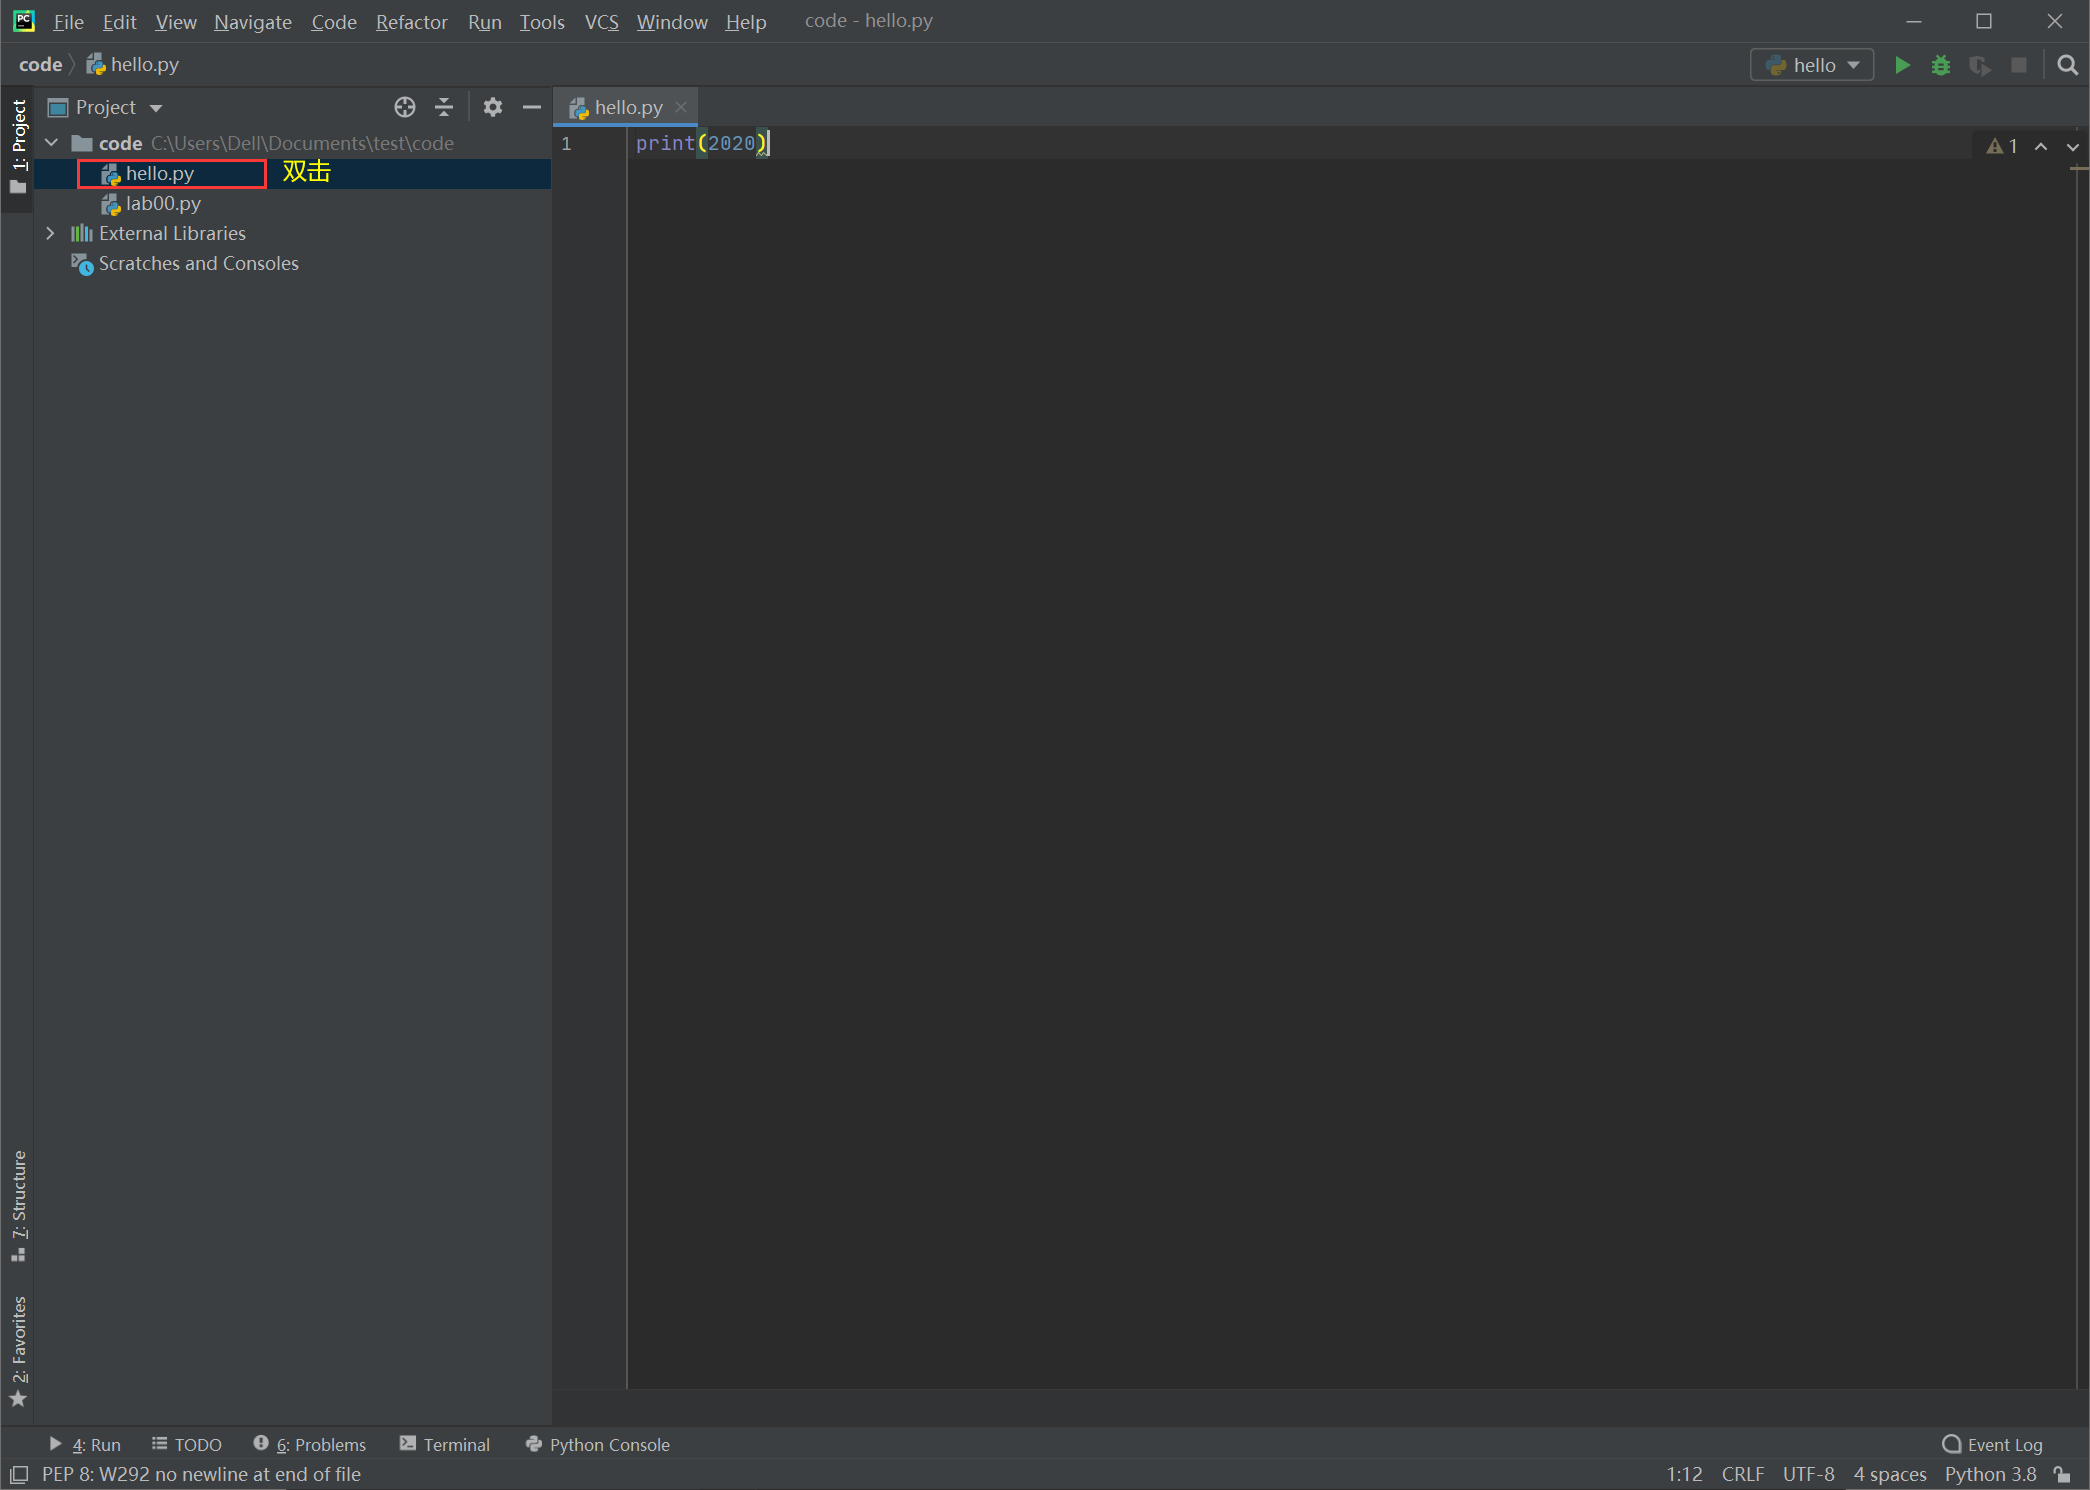 PC File Edit View Navigate Code Refactor Run Tools VCS Window Help code - hello.py
code hello.py hello
Project hello.py
1: Project
code C:\Users\Dell\Documents\test\code
hello.py 双击
lab00.py
External Libraries
Scratches and Consoles
1 print(2020) 1
7: Structure
2: Favorites
4: Run TODO 6: Problems Terminal Python Console Event Log
PEP 8: W292 no newline at end of file 1:12 CRLF UTF-8 4 spaces Python 3.8